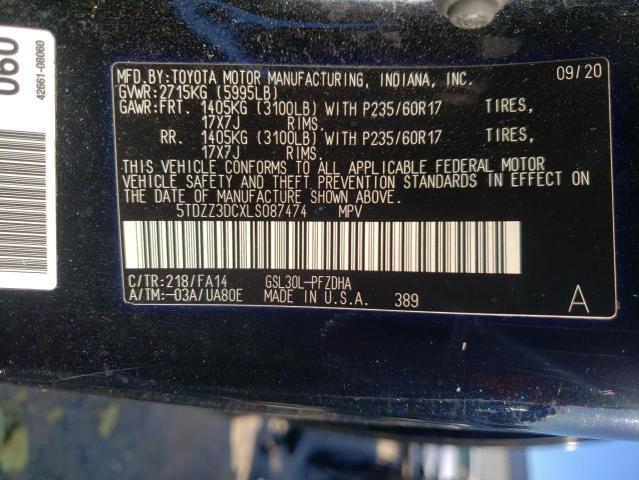 MFD.BY:TOYOTA MOTOR MANUFACTURING, INDIANA, INC. 09/20
GVWR:2715KG (5995LB)
GAWR:FRT. 1405KG (3100LB) WITH P235/60R17 TIRES,
17X7J RIMS.
RR. 1405KG (3100LB) WITH P235/60R17 TIRES,
17X7J RIMS.
THIS VEHICLE CONFORMS TO ALL APPLICABLE FEDERAL MOTOR
VEHICLE SAFETY AND THEFT PREVENTION STANDARDS IN EFFECT ON
THE DATE OF MANUFACTURE SHOWN ABOVE.
5TDZZ3DCXLS087474 MPV
C/TR:218/FA14 GSL30L-PFZDHA
A/TM:-03A/UA80E MADE IN U.S.A. 389 A
060
42661-08060